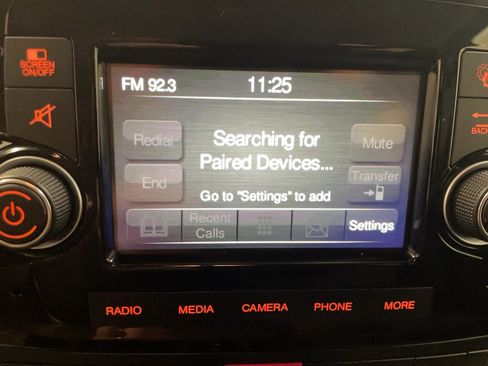 SCREEN
ON/OFF
FM 92.3
11:25
Redial
Searching for
Paired Devices...
Mute
End
Go to "Settings" to add
Transfer
BACK
Recent
Calls
Settings
RADIO
MEDIA
CAMERA
PHONE
MORE